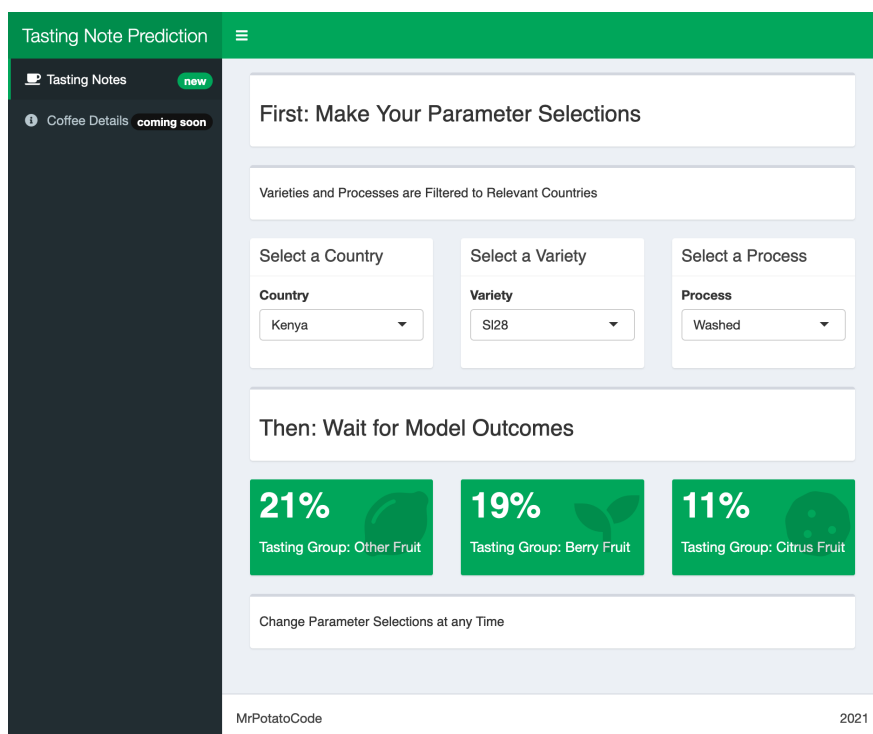 Tasting Note Prediction
Tasting Notes new
Coffee Details coming soon
First: Make Your Parameter Selections
Varieties and Processes are Filtered to Relevant Countries
Select a Country
Country
Kenya
Select a Variety
Variety
Sl28
Select a Process
Process
Washed
Then: Wait for Model Outcomes
21%
Tasting Group: Other Fruit
19%
Tasting Group: Berry Fruit
11%
Tasting Group: Citrus Fruit
Change Parameter Selections at any Time
MrPotatoCode 2021